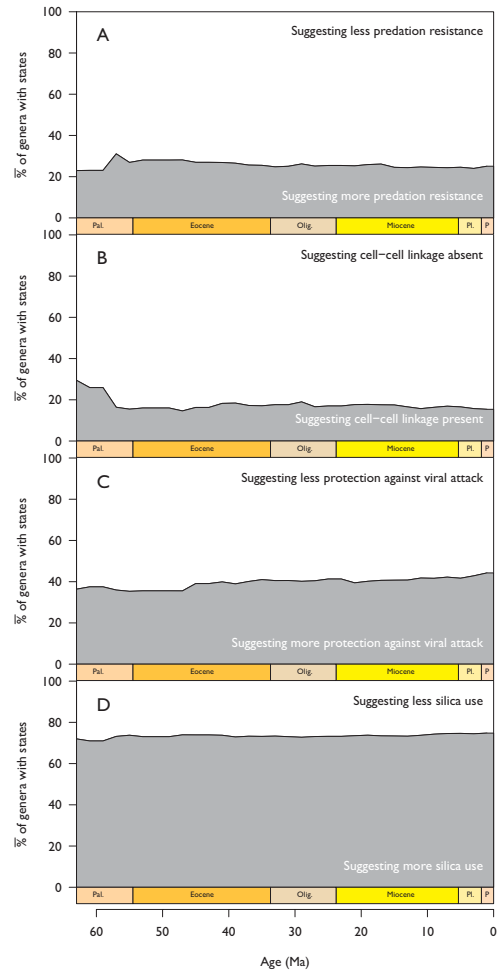 100
A
Suggesting less predation resistance
80
60
40
20
0
% of genera with states
Suggesting more predation resistance
Pal. Eocene Olig. Miocene Pl. P
100
B
Suggesting cell−cell linkage absent
80
60
40
20
0
% of genera with states
Suggesting cell−cell linkage present
Pal. Eocene Olig. Miocene Pl. P
100
C
Suggesting less protection against viral attack
80
60
40
20
0
% of genera with states
Suggesting more protection against viral attack
Pal. Eocene Olig. Miocene Pl. P
100
D
Suggesting less silica use
80
60
40
20
0
% of genera with states
Suggesting more silica use
Pal. Eocene Olig. Miocene Pl. P
60 50 40 30 20 10 0
Age (Ma)